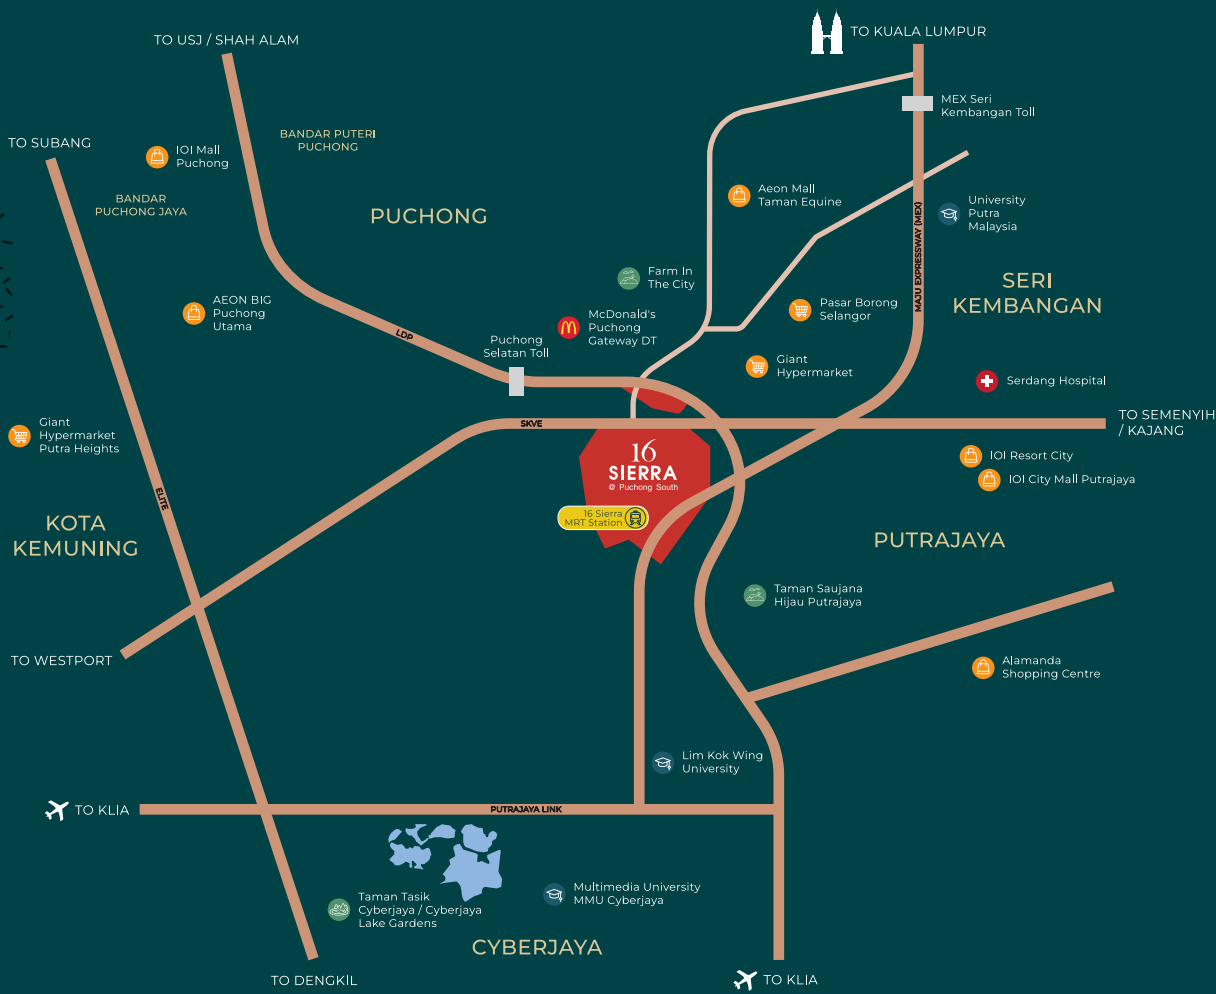 TO KUALA LUMPUR
TO USJ / SHAH ALAM
MEX Seri
Kembangan Toll
TO SUBANG
BANDAR PUTERI
PUCHONG
IOI Mall
Puchong
BANDAR
PUCHONG JAYA
PUCHONG
Aeon Mall
Taman Equine
University
Putra
Malaysia
MAJU EXPRESSWAY (MEX)
Farm In
The City
SERI
KEMBANGAN
AEON BIG
Puchong
Utama
LDP
McDonald's
Puchong
Gateway DT
Pasar Borong
Selangor
Puchong
Selatan Toll
Giant
Hypermarket
Serdang Hospital
TO SEMENYIH
/ KAJANG
SKVE
Giant
Hypermarket
Putra Heights
16
SIERRA
@ Puchong South
IOI Resort City
IOI City Mall Putrajaya
ELITE
16 Sierra
MRT Station
KOTA
KEMUNING
PUTRAJAYA
Taman Saujana
Hijau Putrajaya
TO WESTPORT
Alamanda
Shopping Centre
Lim Kok Wing
University
TO KLIA
PUTRAJAYA LINK
Multimedia University
MMU Cyberjaya
Taman Tasik
Cyberjaya / Cyberjaya
Lake Gardens
CYBERJAYA
TO DENGKIL
TO KLIA